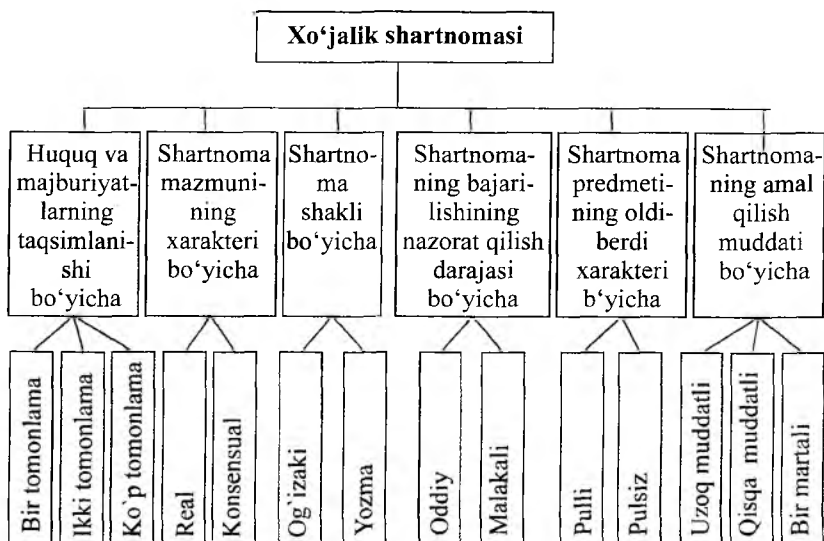 Xo‘jalik shartnomasi
Huquq va
majburiyat-
larning
taqsimlani-
shi
bo‘yicha
Shartnoma
mazmuni-
ning
xarakteri
bo‘yicha
Shartno-
ma
shakli
bo‘yicha
Shartnoma-
ning bajari-
lishining
nazorat qilish
darajasi
bo‘yicha
Shartnoma
predmeti-
ning oldi-
berdi
xarakteri
b‘yicha
Shartnoma-
ning amal
qilish
muddati
bo‘yicha
Bir tomonlama
Ikki tomonlama
Ko`p tomonlama
Real
Konsensual
Og`izaki
Yozma
Oddiy
Malakali
Pulli
Pulsiz
Uzoq muddatli
Qisqa muddatli
Bir martali